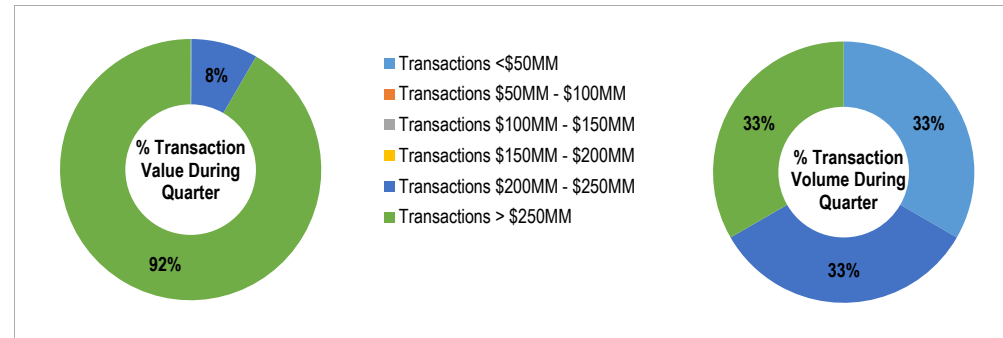 8%
% Transaction
Value During
Quarter
92%
Transactions <$50MM
Transactions $50MM - $100MM
Transactions $100MM - $150MM
Transactions $150MM - $200MM
Transactions $200MM - $250MM
Transactions > $250MM
33%
33%
% Transaction
Volume During
Quarter
33%